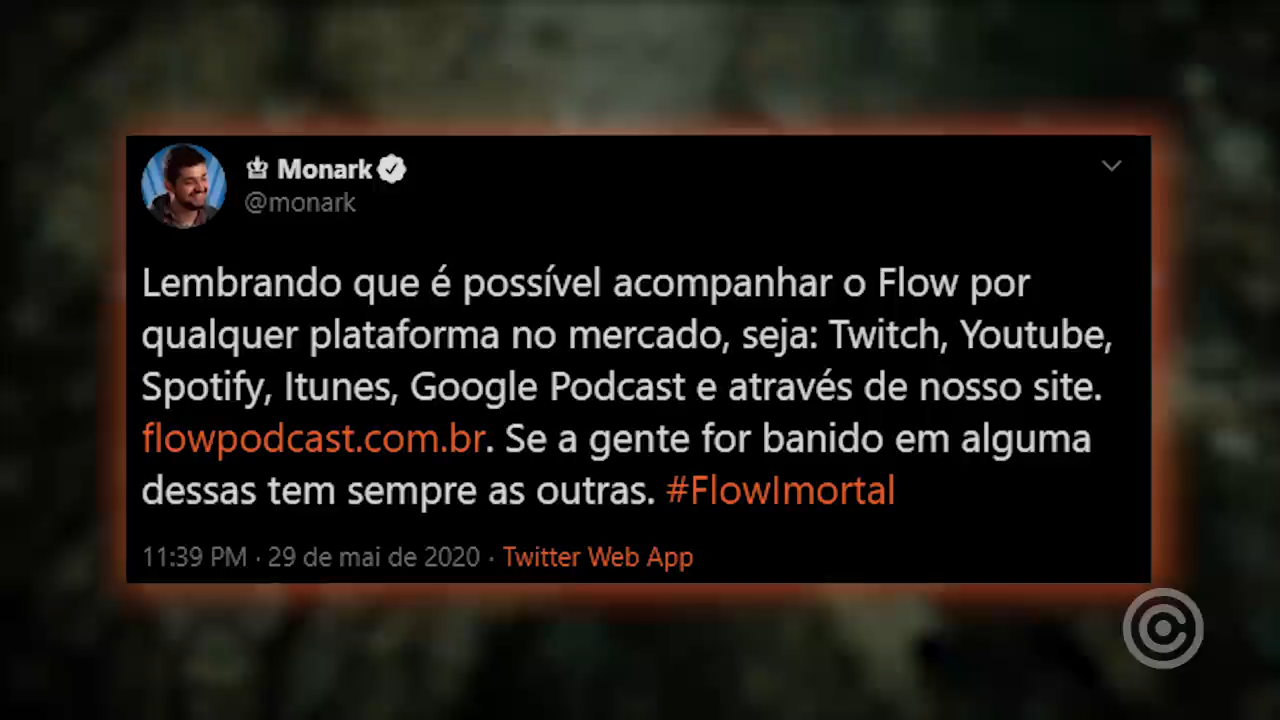 ♔ Monark
@monark
Lembrando que é possível acompanhar o Flow por
qualquer plataforma no mercado, seja: Twitch, Youtube,
Spotify, Itunes, Google Podcast e através de nosso site.
flowpodcast.com.br. Se a gente for banido em alguma
dessas tem sempre as outras. #FlowImortal
11:39 PM · 29 de mai de 2020 · Twitter Web App